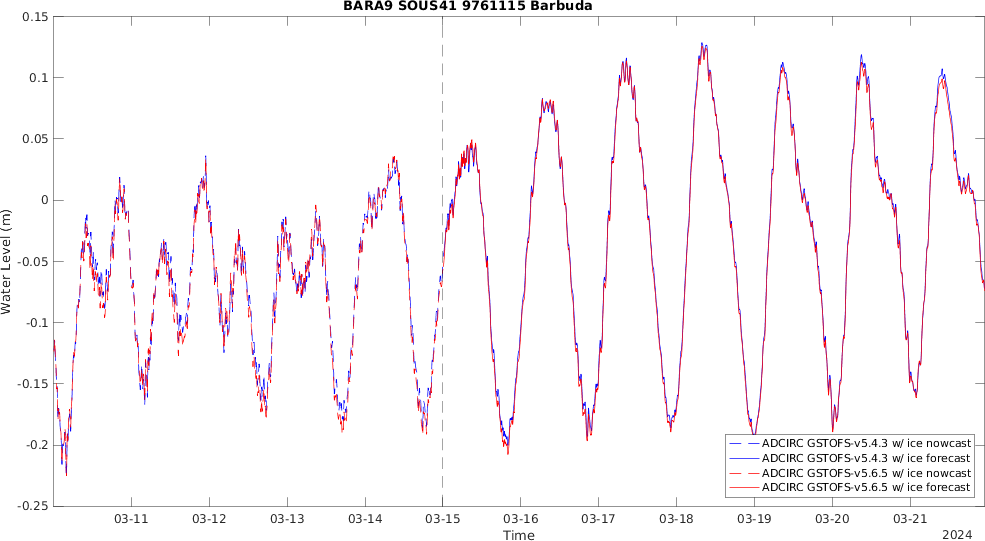 BARA9 SOUS41 9761115 Barbuda
0.15
0.1
0.05
0
-0.05
-0.1
-0.15
-0.2
-0.25
Water Level (m)
ADCIRC GSTOFS-v5.4.3 w/ ice nowcast
ADCIRC GSTOFS-v5.4.3 w/ ice forecast
ADCIRC GSTOFS-v5.6.5 w/ ice nowcast
ADCIRC GSTOFS-v5.6.5 w/ ice forecast
03-11 03-12 03-13 03-14 03-15 03-16 03-17 03-18 03-19 03-20 03-21
Time
2024